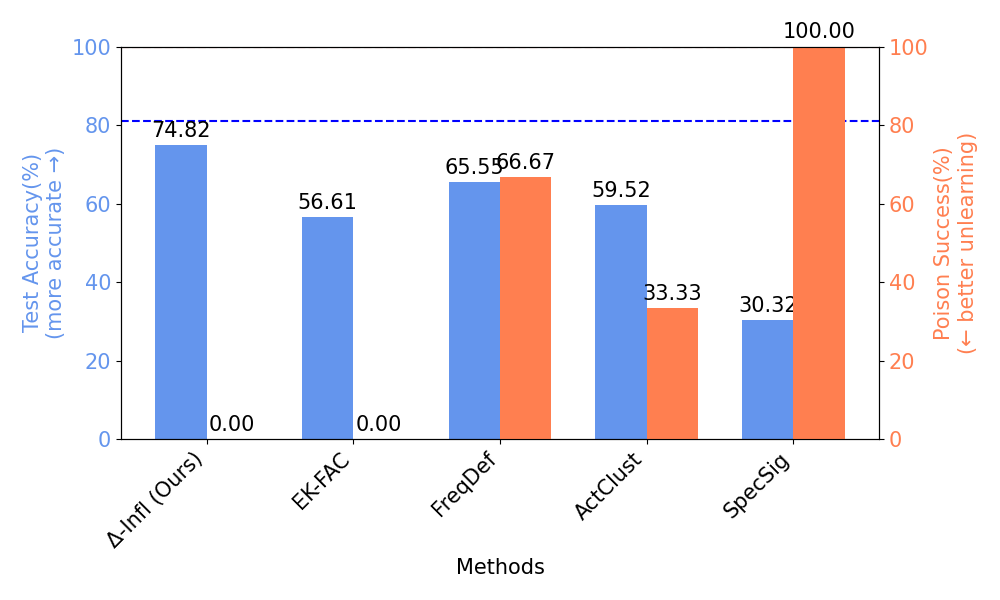 100.00
100
100
74.82
80
80
65.55
66.67
56.61
59.52
60
60
33.33
30.32
40
40
20
20
0.00
0.00
0
0
Test Accuracy(%)
(more accurate →)
Poison Success(%)
(← better unlearning)
Δ-Infl (Ours)
EK-FAC
FreqDef
ActClust
SpecSig
Methods